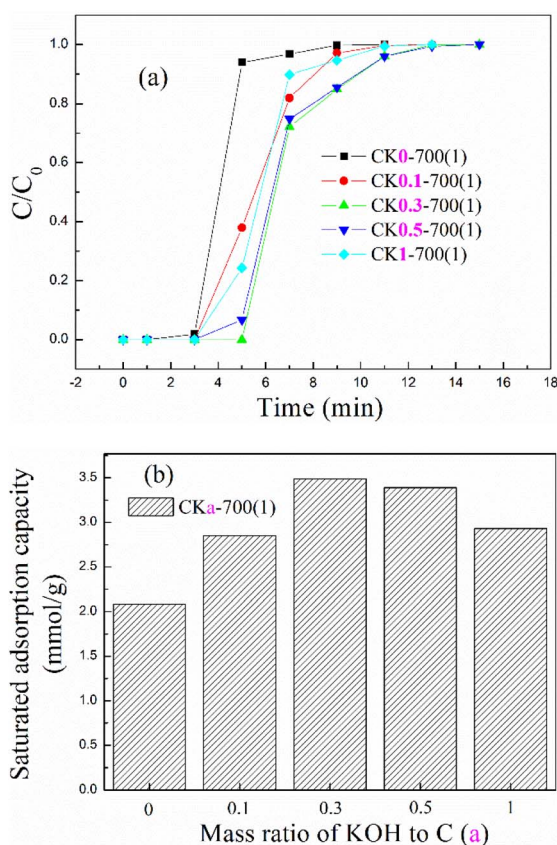 (a)
C/C0
1.0
0.8
0.6
0.4
0.2
0.0
CK0-700(1)
CK0.1-700(1)
CK0.3-700(1)
CK0.5-700(1)
CK1-700(1)
-2 0 2 4 6 8 10 12 14 16 18
Time (min)
(b)
CKa-700(1)
Saturated adsorption capacity
(mmol/g)
3.5
3.0
2.5
2.0
1.5
1.0
0.5
0.0
0 0.1 0.3 0.5 1
Mass ratio of KOH to C (a)